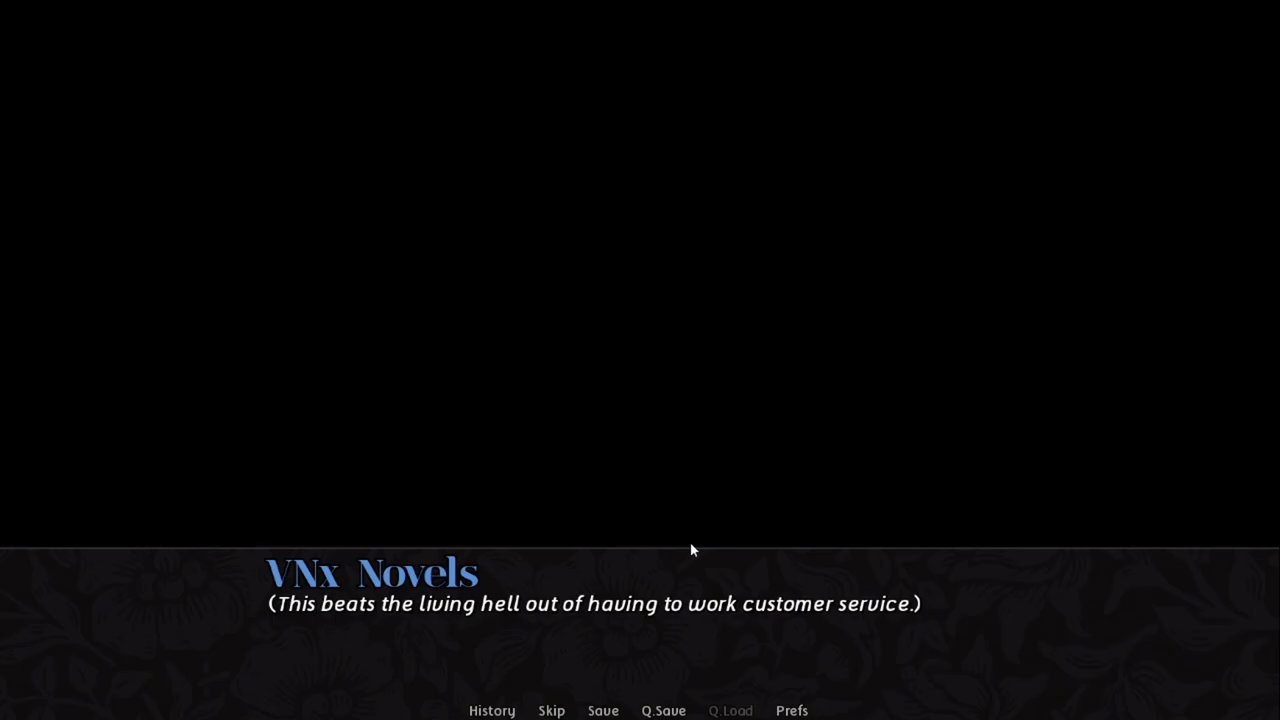 VNx Novels
(This beats the living hell out of having to work customer service.)
History Skip Save Q.Save Q.Load Prefs